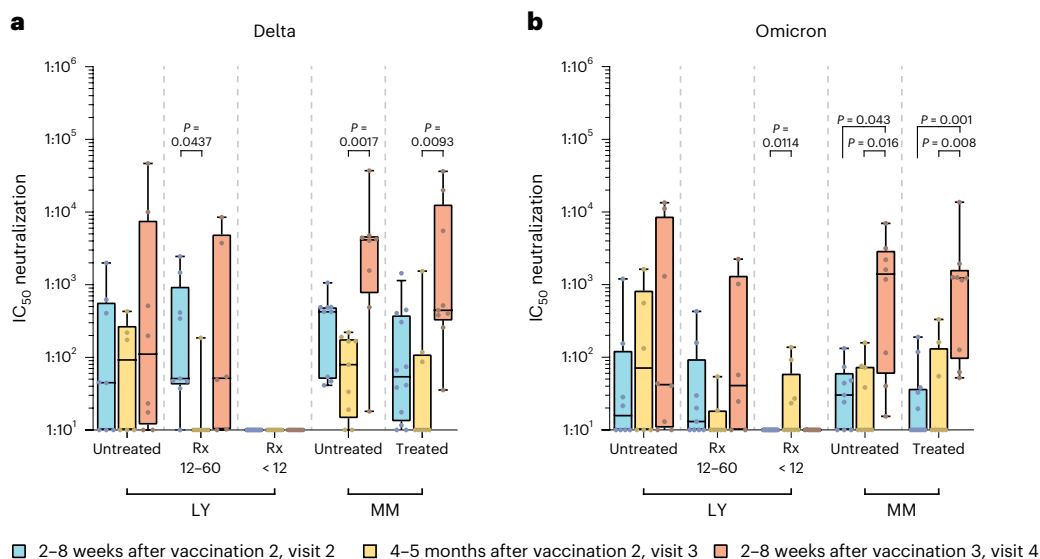 a
Delta
IC50 neutralization
1:10⁶
1:10⁵
1:10⁴
1:10³
1:10²
1:10¹
P =
0.0437
P =
0.0017
P =
0.0093
Untreated
Rx
12–60
Rx
< 12
Untreated
Treated
LY
MM
b
Omicron
IC50 neutralization
1:10⁶
1:10⁵
1:10⁴
1:10³
1:10²
1:10¹
P =
0.0114
P = 0.043
P = 0.016
P = 0.001
P = 0.008
Untreated
Rx
12–60
Rx
< 12
Untreated
Treated
LY
MM
2–8 weeks after vaccination 2, visit 2
4–5 months after vaccination 2, visit 3
2–8 weeks after vaccination 3, visit 4